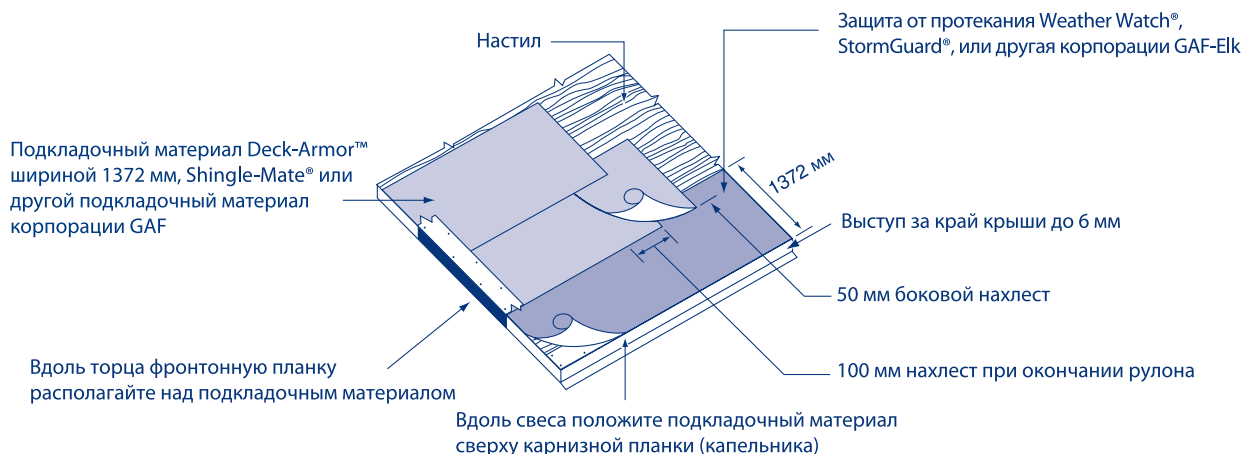 Настил
Защита от протекания Weather Watch®,
StormGuard®, или другая корпорации GAF-Elk
Подкладочный материал Deck-Armor™
шириной 1372 мм, Shingle-Mate® или
другой подкладочный материал
корпорации GAF
1372 мм
Выступ за край крыши до 6 мм
50 мм боковой нахлест
100 мм нахлест при окончании рулона
Вдоль торца фронтонную планку
располагайте над подкладочным материалом
Вдоль свеса положите подкладочный материал
сверху карнизной планки (капельника)